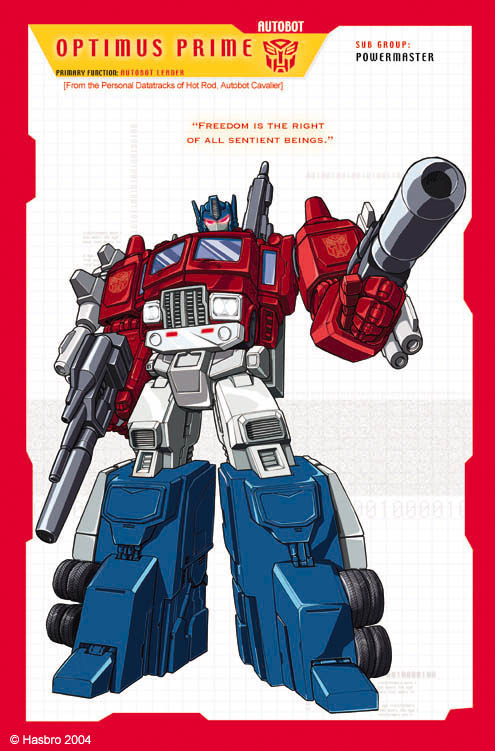 AUTOBOT
OPTIMUS PRIME
SUB GROUP:
POWERMASTER
PRIMARY FUNCTION: AUTOBOT LEADER
[From the Personal Datatracks of Hot Rod, Autobot Cavalier]
“FREEDOM IS THE RIGHT
OF ALL SENTIENT BEINGS.”
© Hasbro 2004